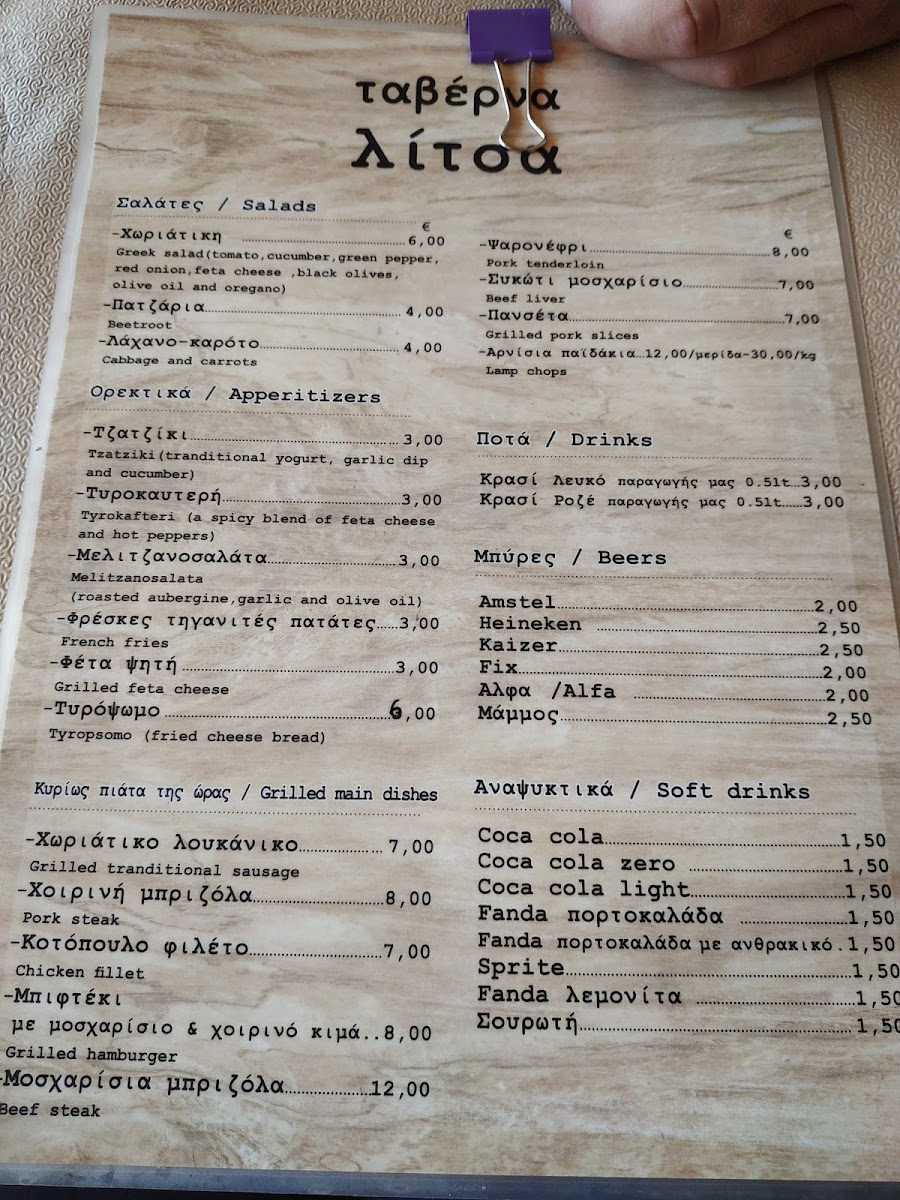 ταβέρνα
λίτσα
Σαλάτες / Salads
€
-Χωριάτικη ........ 6,00
Greek salad(tomato,cucumber,green pepper,
red onion,feta cheese ,black olives,
olive oil and oregano)
-Πατζάρια........ 4,00
Beetroot
-Λάχανο-καρότο........ 4,00
Cabbage and carrots
Ορεκτικά / Apperitizers
-Τζατζίκι........ 3,00
Tzatziki(tranditional yogurt, garlic dip
and cucumber)
-Τυροκαυτερή........3,00
Tyrokafteri (a spicy blend of feta cheese
and hot peppers)
-Μελιτζανοσαλάτα........3,00
Melitzanosalata
(roasted aubergine,garlic and olive oil)
-Φρέσκες τηγανιτές πατάτες.....3,00
French fries
-Φέτα ψητή ........3,00
Grilled feta cheese
-Τυρόψωμο ........6,00
Tyropsomo (fried cheese bread)
Κυρίως πιάτα της ώρας / Grilled main dishes
-Χωριάτικο λουκάνικο........ 7,00
Grilled tranditional sausage
-Χοιρινή μπριζόλα........8,00
Pork steak
-Κοτόπουλο φιλέτο........7,00
Chicken fillet
-Μπιφτέκι
με μοσχαρίσιο & χοιρινό κιμά..8,00
Grilled hamburger
-Μοσχαρίσια μπριζόλα........12,00
Beef steak
€
-Ψαρονέφρι........8,00
Pork tenderloin
-Συκώτι μοσχαρίσιο........7,00
Beef liver
-Πανσέτα........7,00
Grilled pork slices
-Αρνίσια παϊδάκια...12,00/μερίδα-30,00/kg
Lamp chops
Ποτά / Drinks
Κρασί Λευκό παραγωγής μας 0.5lt...3,00
Κρασί Ροζέ παραγωγής μας 0.5lt.....3,00
Μπύρες / Beers
Amstel........2,00
Heineken ........2,50
Kaizer........2,50
Fix........2,00
Αλφα /Alfa ........2,00
Μάμμος........2,50
Αναψυκτικά / Soft drinks
Coca cola........1,50
Coca cola zero ........1,50
Coca cola light........1,50
Fanda πορτοκαλάδα ........1,50
Fanda πορτοκαλάδα με ανθρακικό.1,50
Sprite........1,50
Fanda λεμονίτα ........1,50
Σουρωτή........1,50